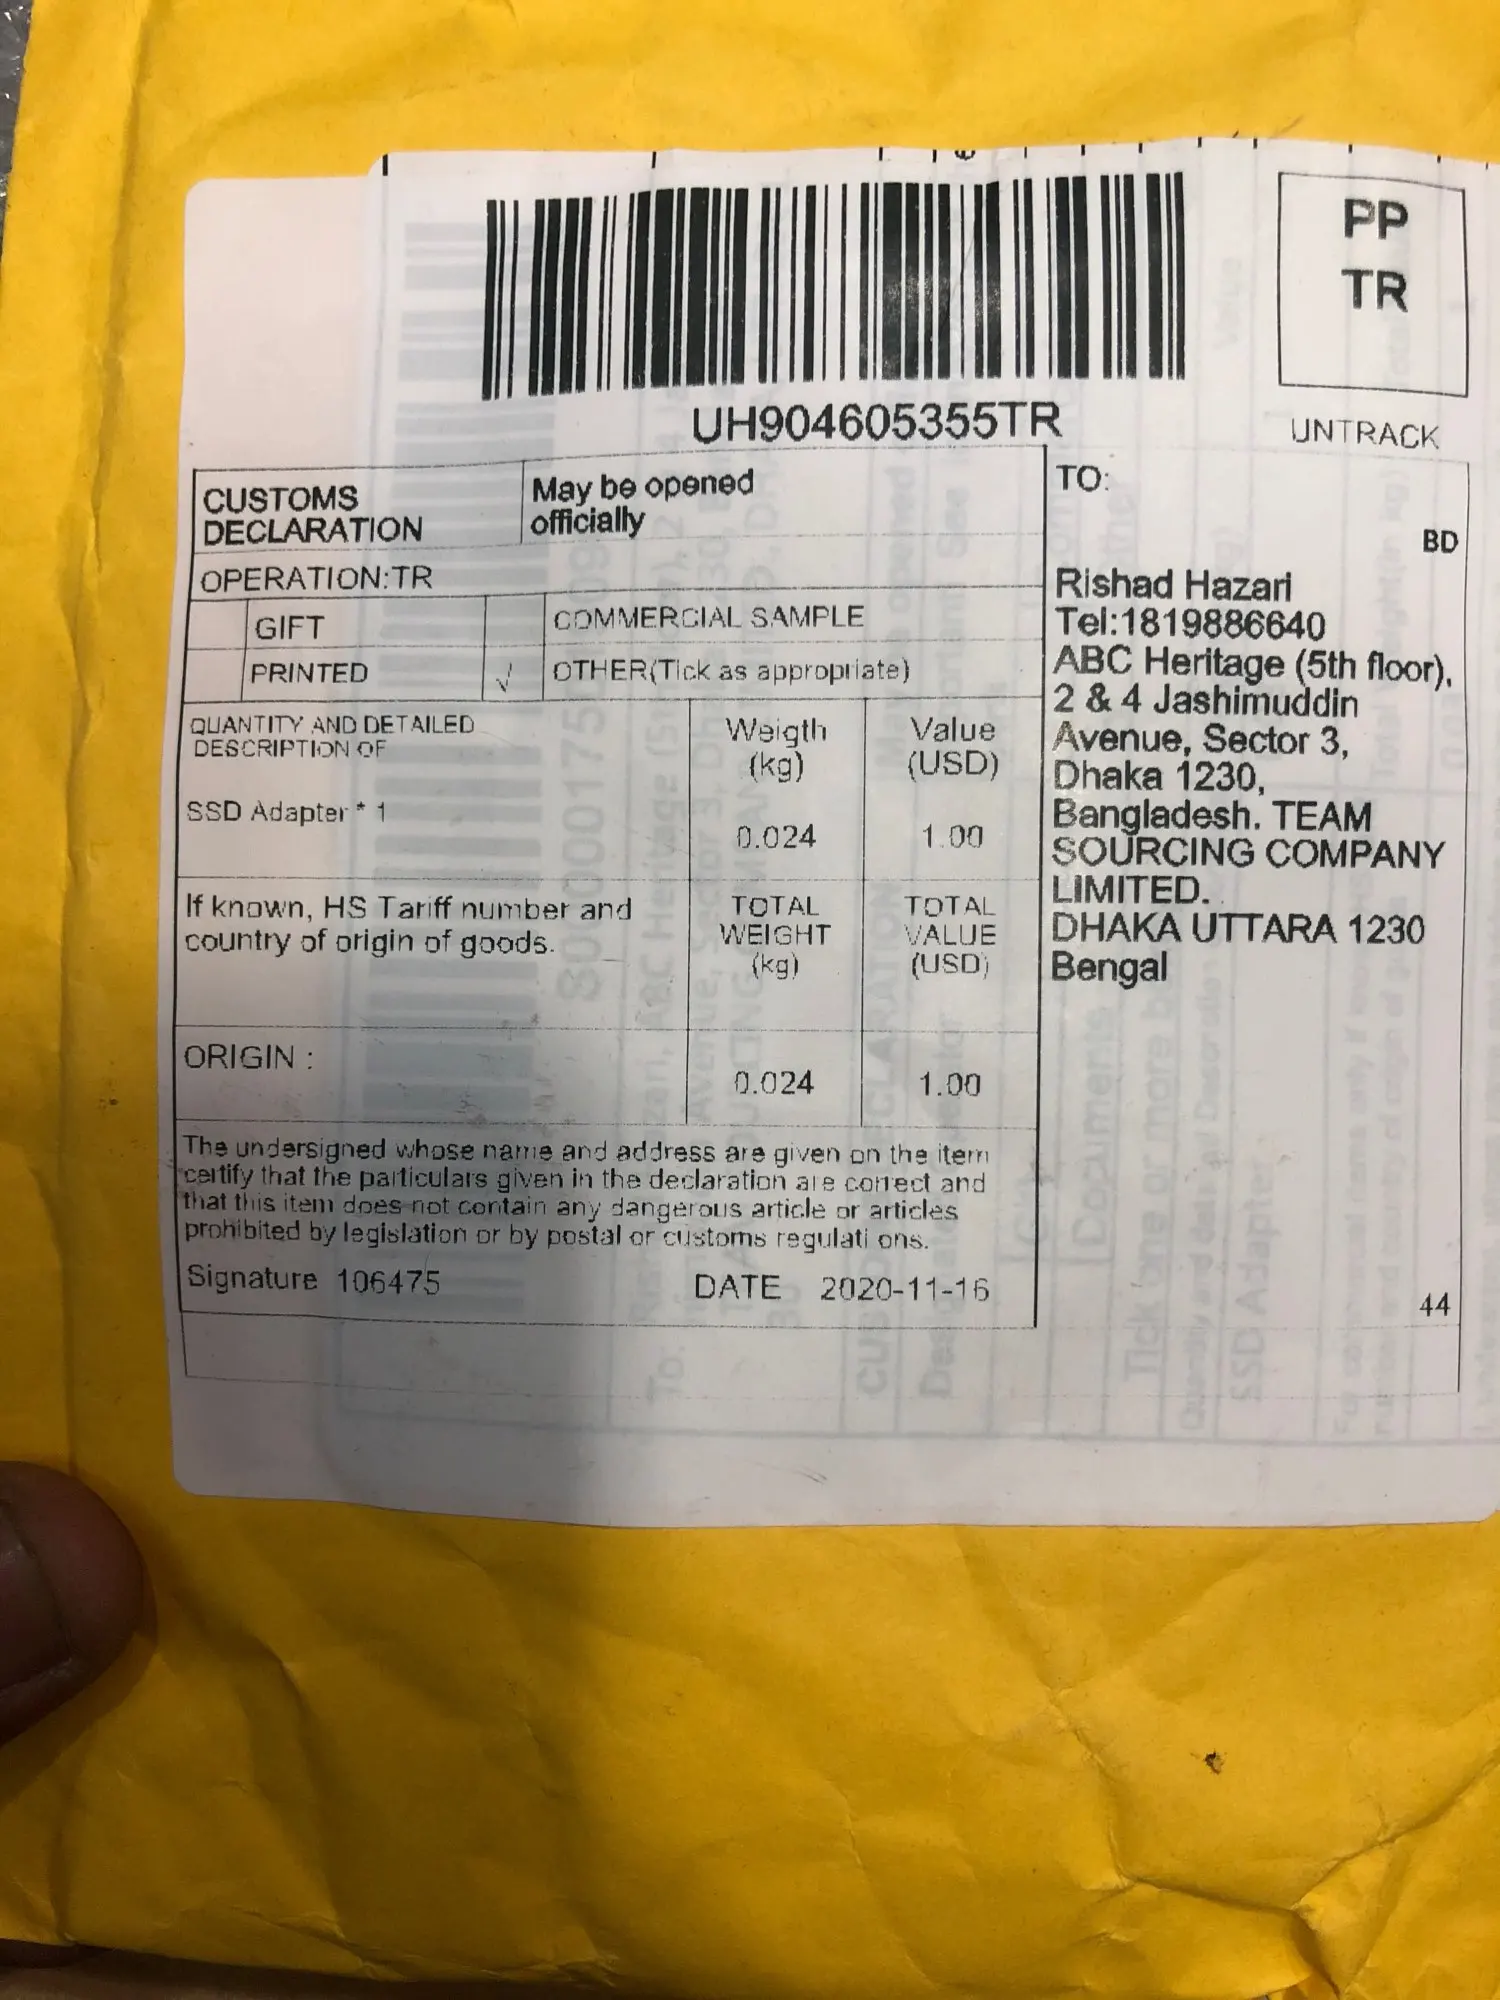 PP
TR
UH904605355TR
UNTRACK
CUSTOMS
DECLARATION
May be opened
officially
OPERATION:TR
GIFT
COMMERCIAL SAMPLE
PRINTED
√
OTHER(Tick as appropriate)
QUANTITY AND DETAILED
DESCRIPTION OF
Weigth
(kg)
Value
(USD)
SSD Adapter * 1
0.024
1.00
If known, HS Tariff number and
country of origin of goods.
TOTAL
WEIGHT
(kg)
TOTAL
VALUE
(USD)
ORIGIN :
0.024
1.00
The undersigned whose name and address are given on the item
certify that the particulars given in the declaration are correct and
that this item does not contain any dangerous article or articles
prohibited by legislation or by postal or customs regulati ons.
Signature 106475
DATE 2020-11-16
TO:
BD
Rishad Hazari
Tel:1819886640
ABC Heritage (5th floor),
2 & 4 Jashimuddin
Avenue, Sector 3,
Dhaka 1230,
Bangladesh. TEAM
SOURCING COMPANY
LIMITED.
DHAKA UTTARA 1230
Bengal
44